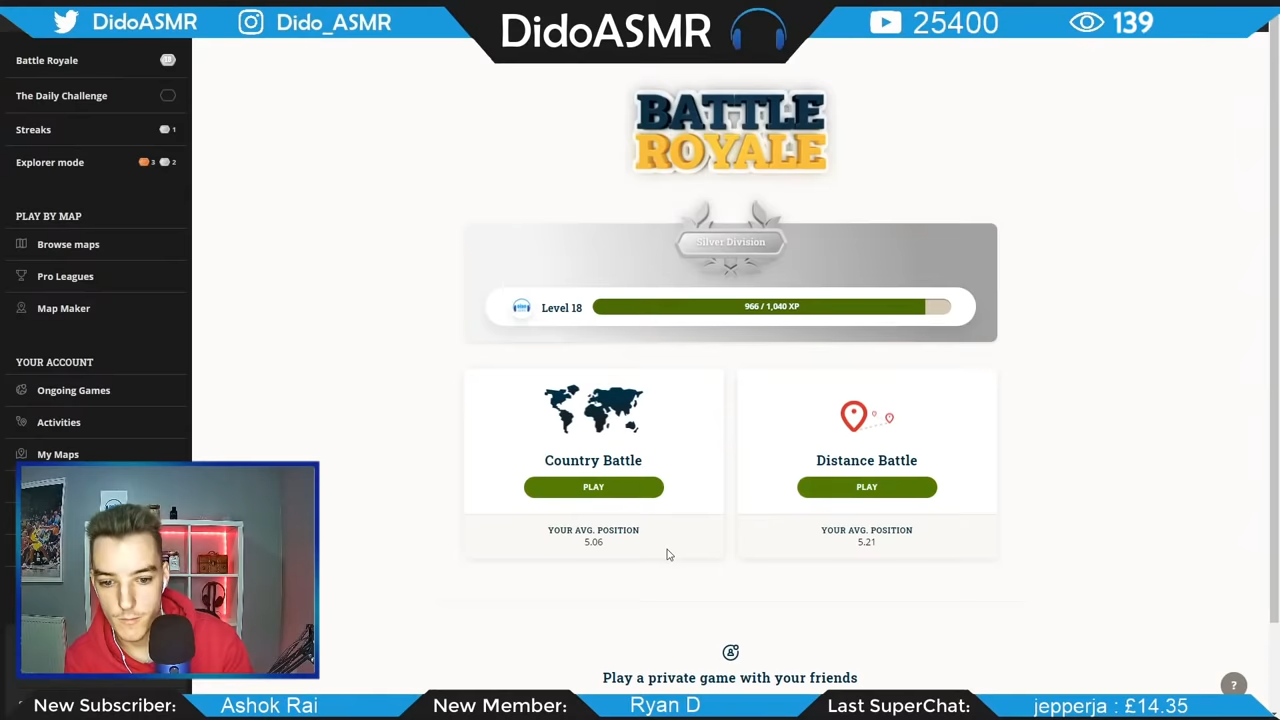 DidoASMR
Dido_ASMR
DidoASMR
25400
139
Battle Royale
18
The Daily Challenge
Streaks
1
Explorer mode
3
2
PLAY BY MAP
Browse maps
Pro Leagues
Map Maker
YOUR ACCOUNT
Ongoing Games
Activities
My Maps
BATTLE
ROYALE
Silver Division
Level 18
966 / 1,040 XP
Country Battle
PLAY
YOUR AVG. POSITION
5.06
Distance Battle
PLAY
YOUR AVG. POSITION
5.21
Play a private game with your friends
?
New Subscriber:
Ashok Rai
New Member:
Ryan D
Last SuperChat:
jepperja : £14.35